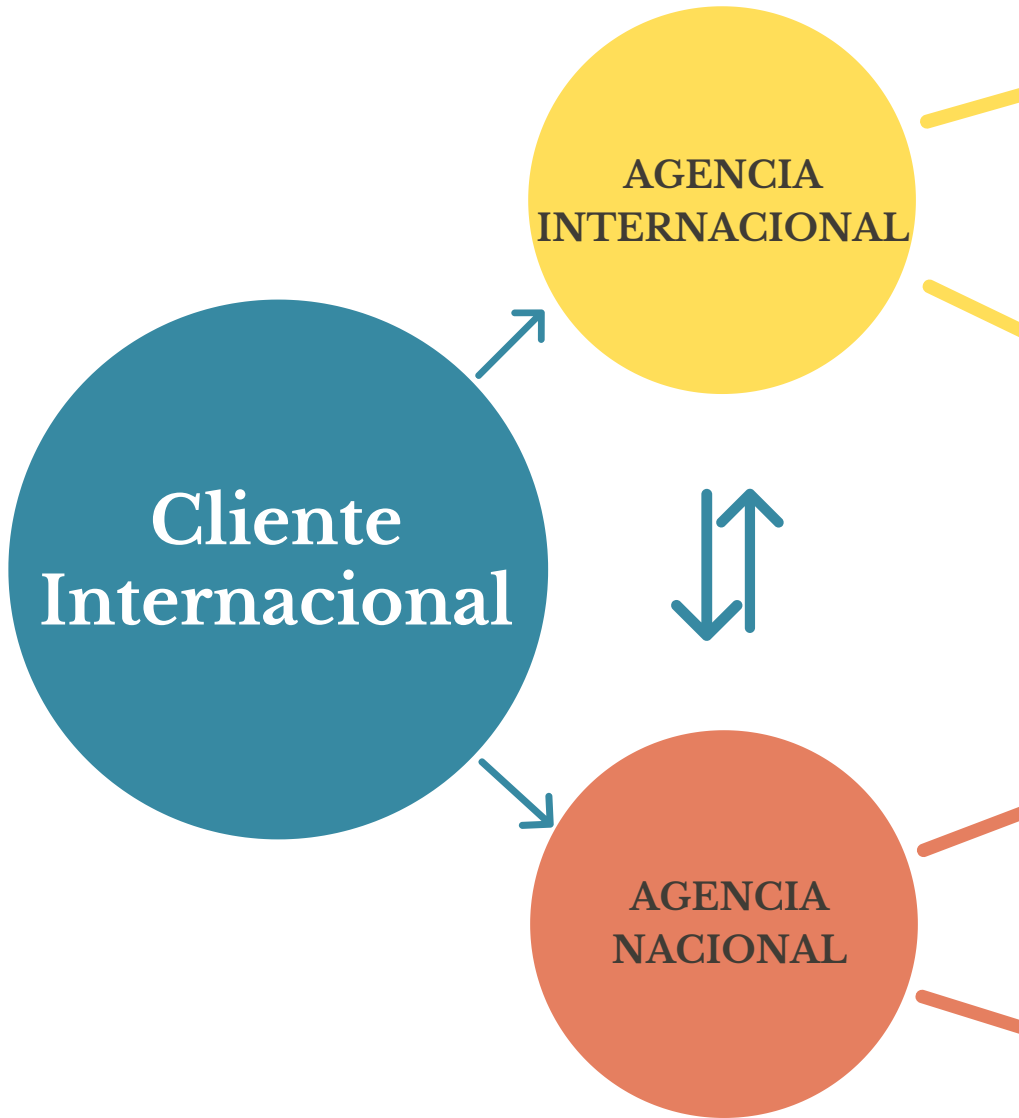 AGENCIA
INTERNACIONAL
Cliente
Internacional
AGENCIA
NACIONAL